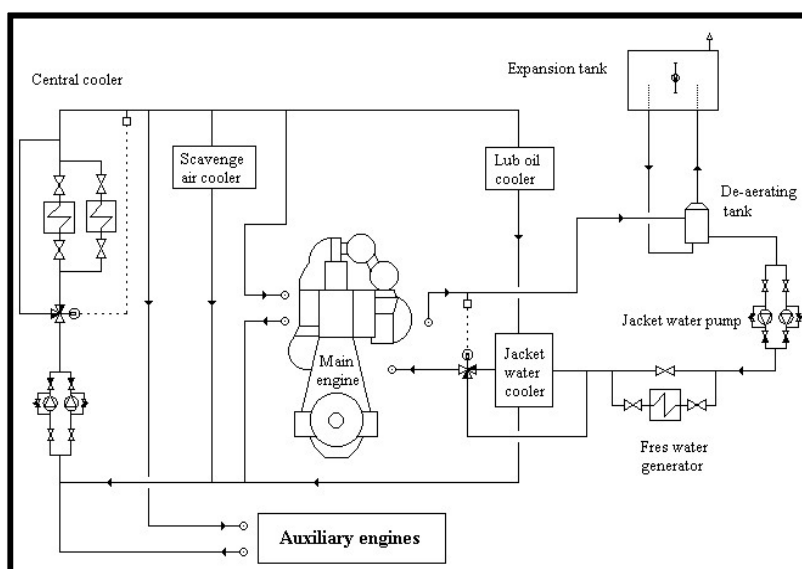 Central cooler
Expansion tank
Scavenge
air cooler
Lub oil
cooler
De-aerating
tank
Jacket water pump
Main
engine
Jacket
water
cooler
Fres water
generator
Auxiliary engines